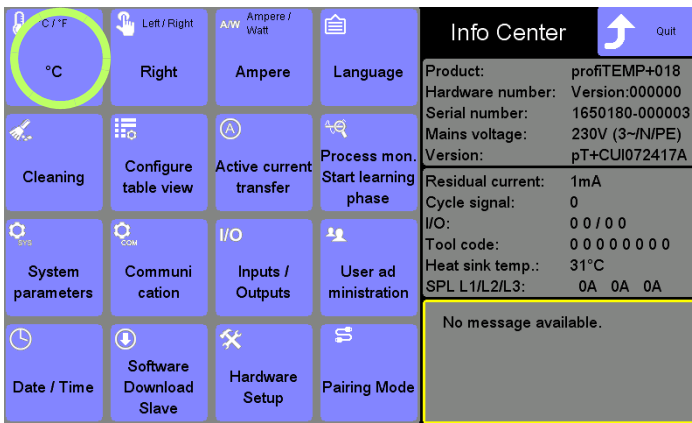 C / °F
°C
Left / Right
Right
A/W Ampere / Watt
Ampere
Language
Cleaning
Configure
table view
A
Active current
transfer
Process mon.
Start learning
phase
SYS
System
parameters
COM
Communi
cation
I/O
Inputs /
Outputs
User ad
ministration
Date / Time
Software
Download
Slave
Hardware
Setup
Pairing Mode
Info Center
Quit
Product: profiTEMP+018
Hardware number: Version:000000
Serial number: 1650180-000003
Mains voltage: 230V (3~/N/PE)
Version: pT+CUI072417A
Residual current: 1mA
Cycle signal: 0
I/O: 0 0 / 0 0
Tool code: 0 0 0 0 0 0 0 0
Heat sink temp.: 31°C
SPL L1/L2/L3: 0A 0A 0A
No message available.